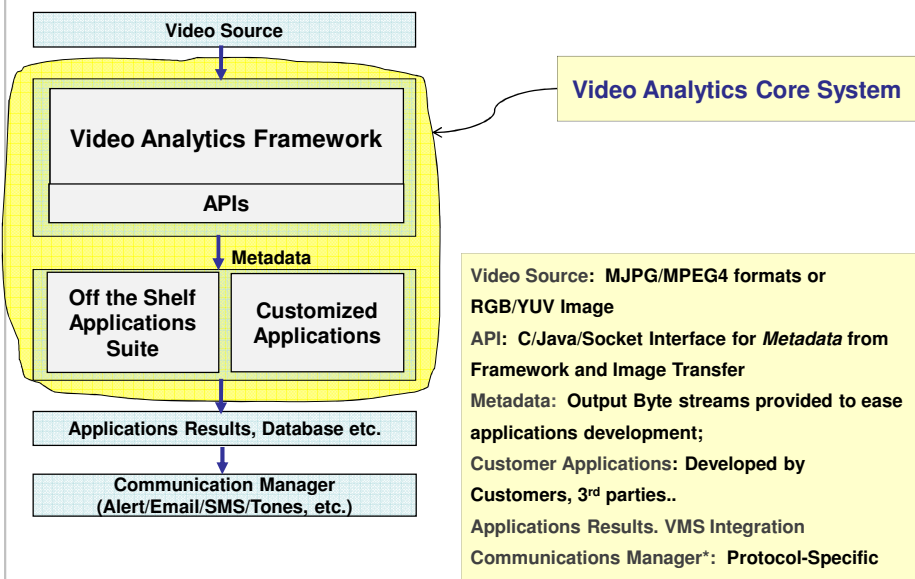 Video Source
Video Analytics Core System
Video Analytics Framework
APIs
Metadata
Off the Shelf
Applications
Suite
Customized
Applications
Applications Results, Database etc.
Communication Manager
(Alert/Email/SMS/Tones, etc.)
Video Source: MJPG/MPEG4 formats or
RGB/YUV Image
API: C/Java/Socket Interface for Metadata from
Framework and Image Transfer
Metadata: Output Byte streams provided to ease
applications development;
Customer Applications: Developed by
Customers, 3rd parties..
Applications Results. VMS Integration
Communications Manager*: Protocol-Specific